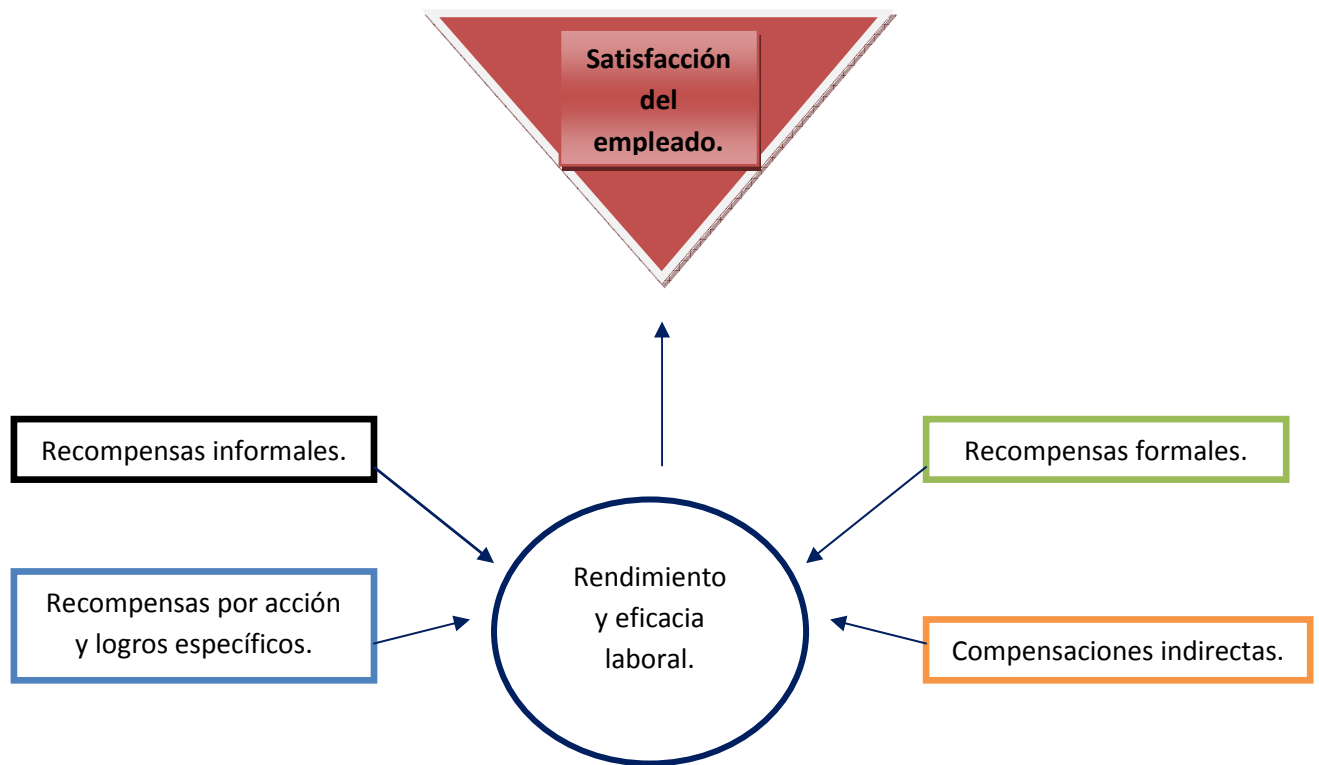 Satisfacción
del
empleado.
Recompensas informales.
Recompensas formales.
Recompensas por acción
y logros específicos.
Rendimiento
y eficacia
laboral.
Compensaciones indirectas.